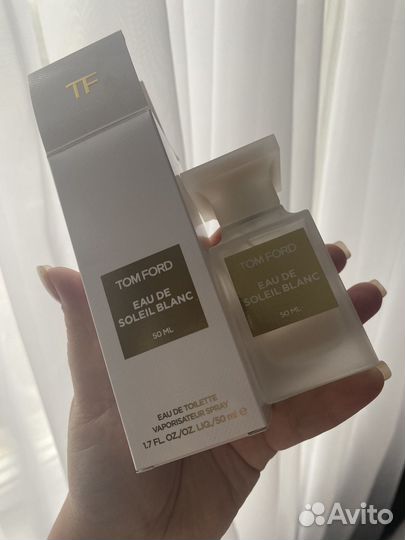 TF
TOM FORD
EAU DE
SOLEIL BLANC
50 ML
EAU DE TOILETTE
VAPORISATEUR SPRAY
1.7 FL. OZ./OZ. LIQ./50 ml ℮
TOM FORD
EAU DE
SOLEIL BLANC
50 ML
Avito